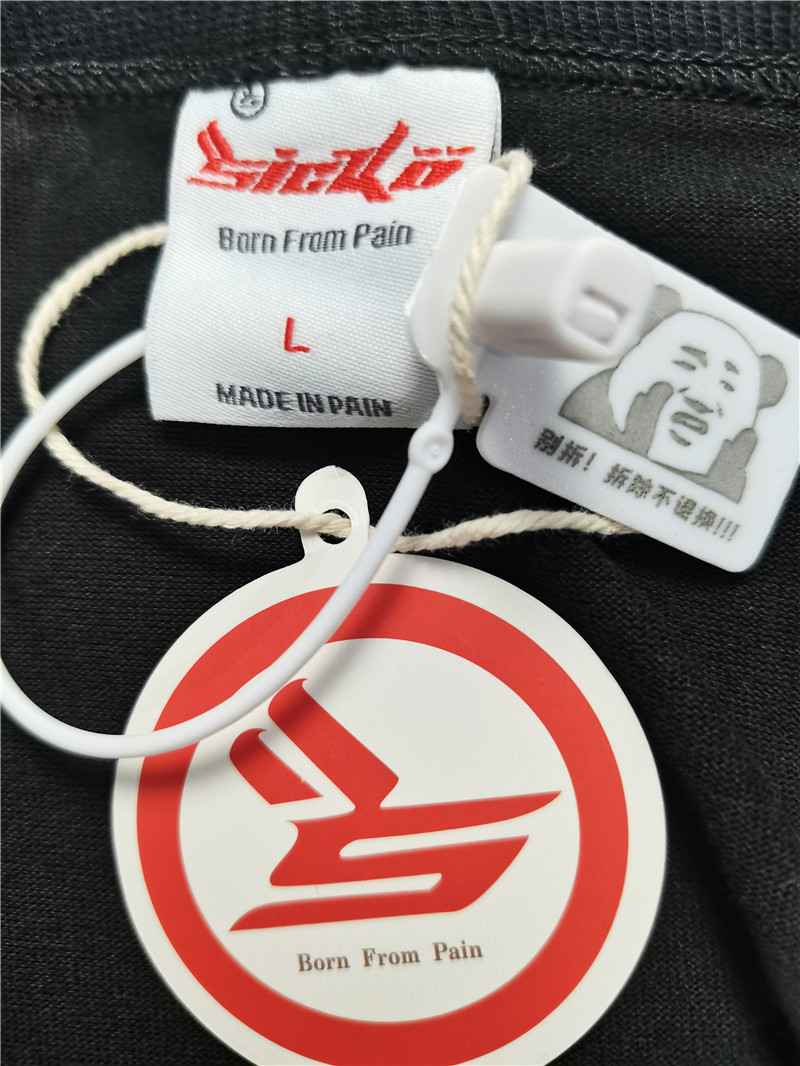 Sicko
Born From Pain
L
MADE IN PAIN
别拆！拆除不退换!!!
Born From Pain